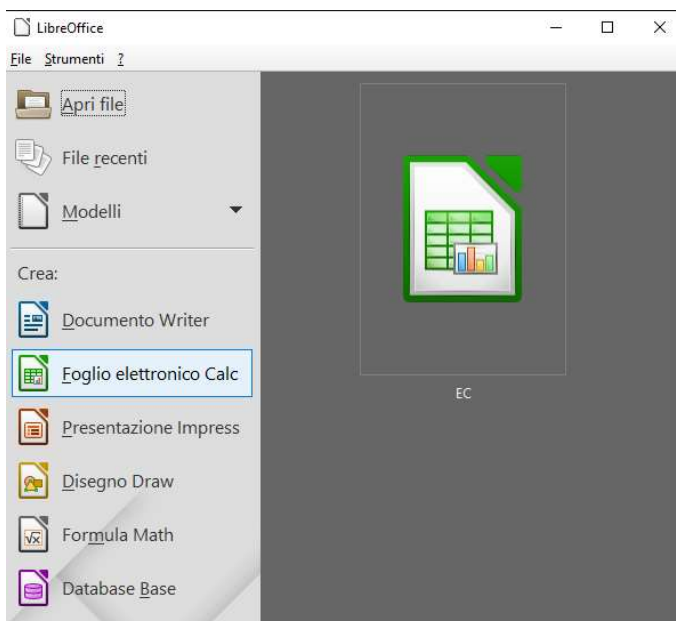 LibreOffice
File Strumenti ?
Apri file
File recenti
Modelli
Crea:
Documento Writer
Foglio elettronico Calc
Presentazione Impress
Disegno Draw
Formula Math
Database Base
EC